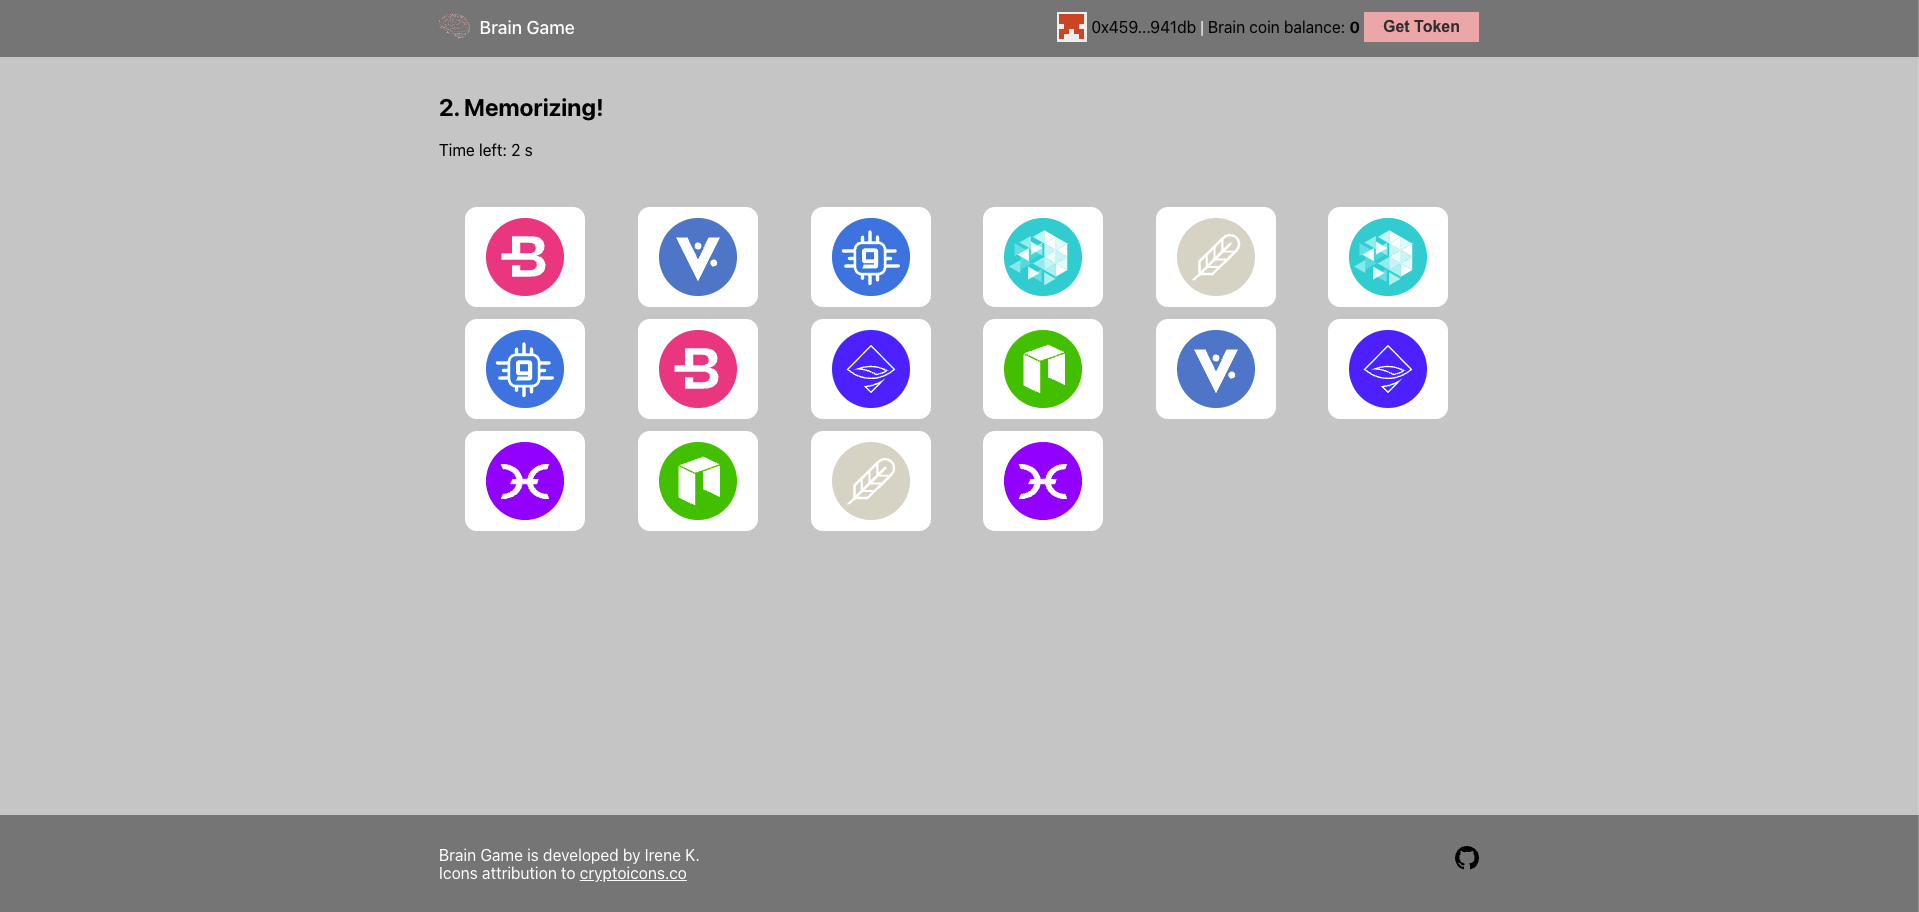 Brain Game
0x459...941db | Brain coin balance: 0 Get Token
2. Memorizing!
Time left: 2 s
Brain Game is developed by Irene K.
Icons attribution to cryptoicons.co